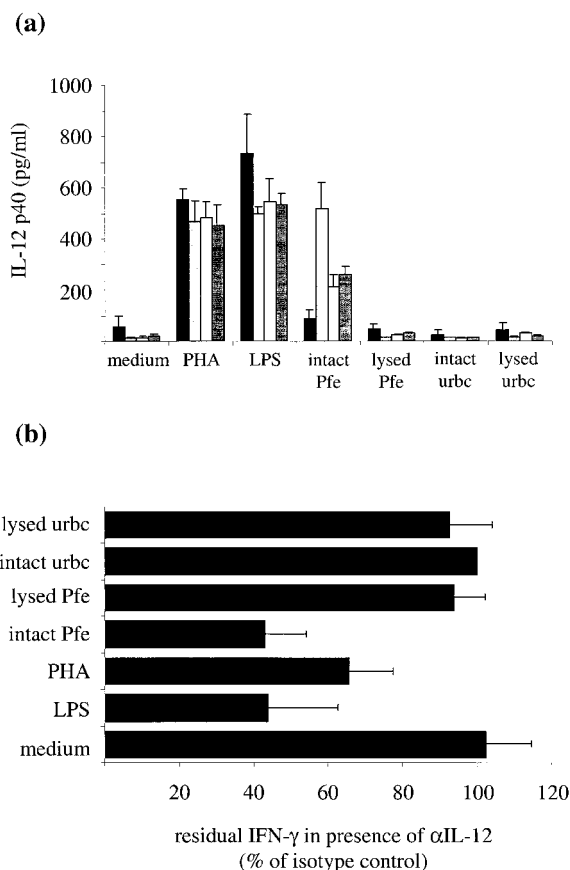 (a)
1000
800
600
400
200
IL-12 p40 (pg/ml)
medium
PHA
LPS
intact
Pfe
lysed
Pfe
intact
urbc
lysed
urbc
(b)
lysed urbc
intact urbc
lysed Pfe
intact Pfe
PHA
LPS
medium
20 40 60 80 100 120
residual IFN-γ in presence of αIL-12
(% of isotype control)